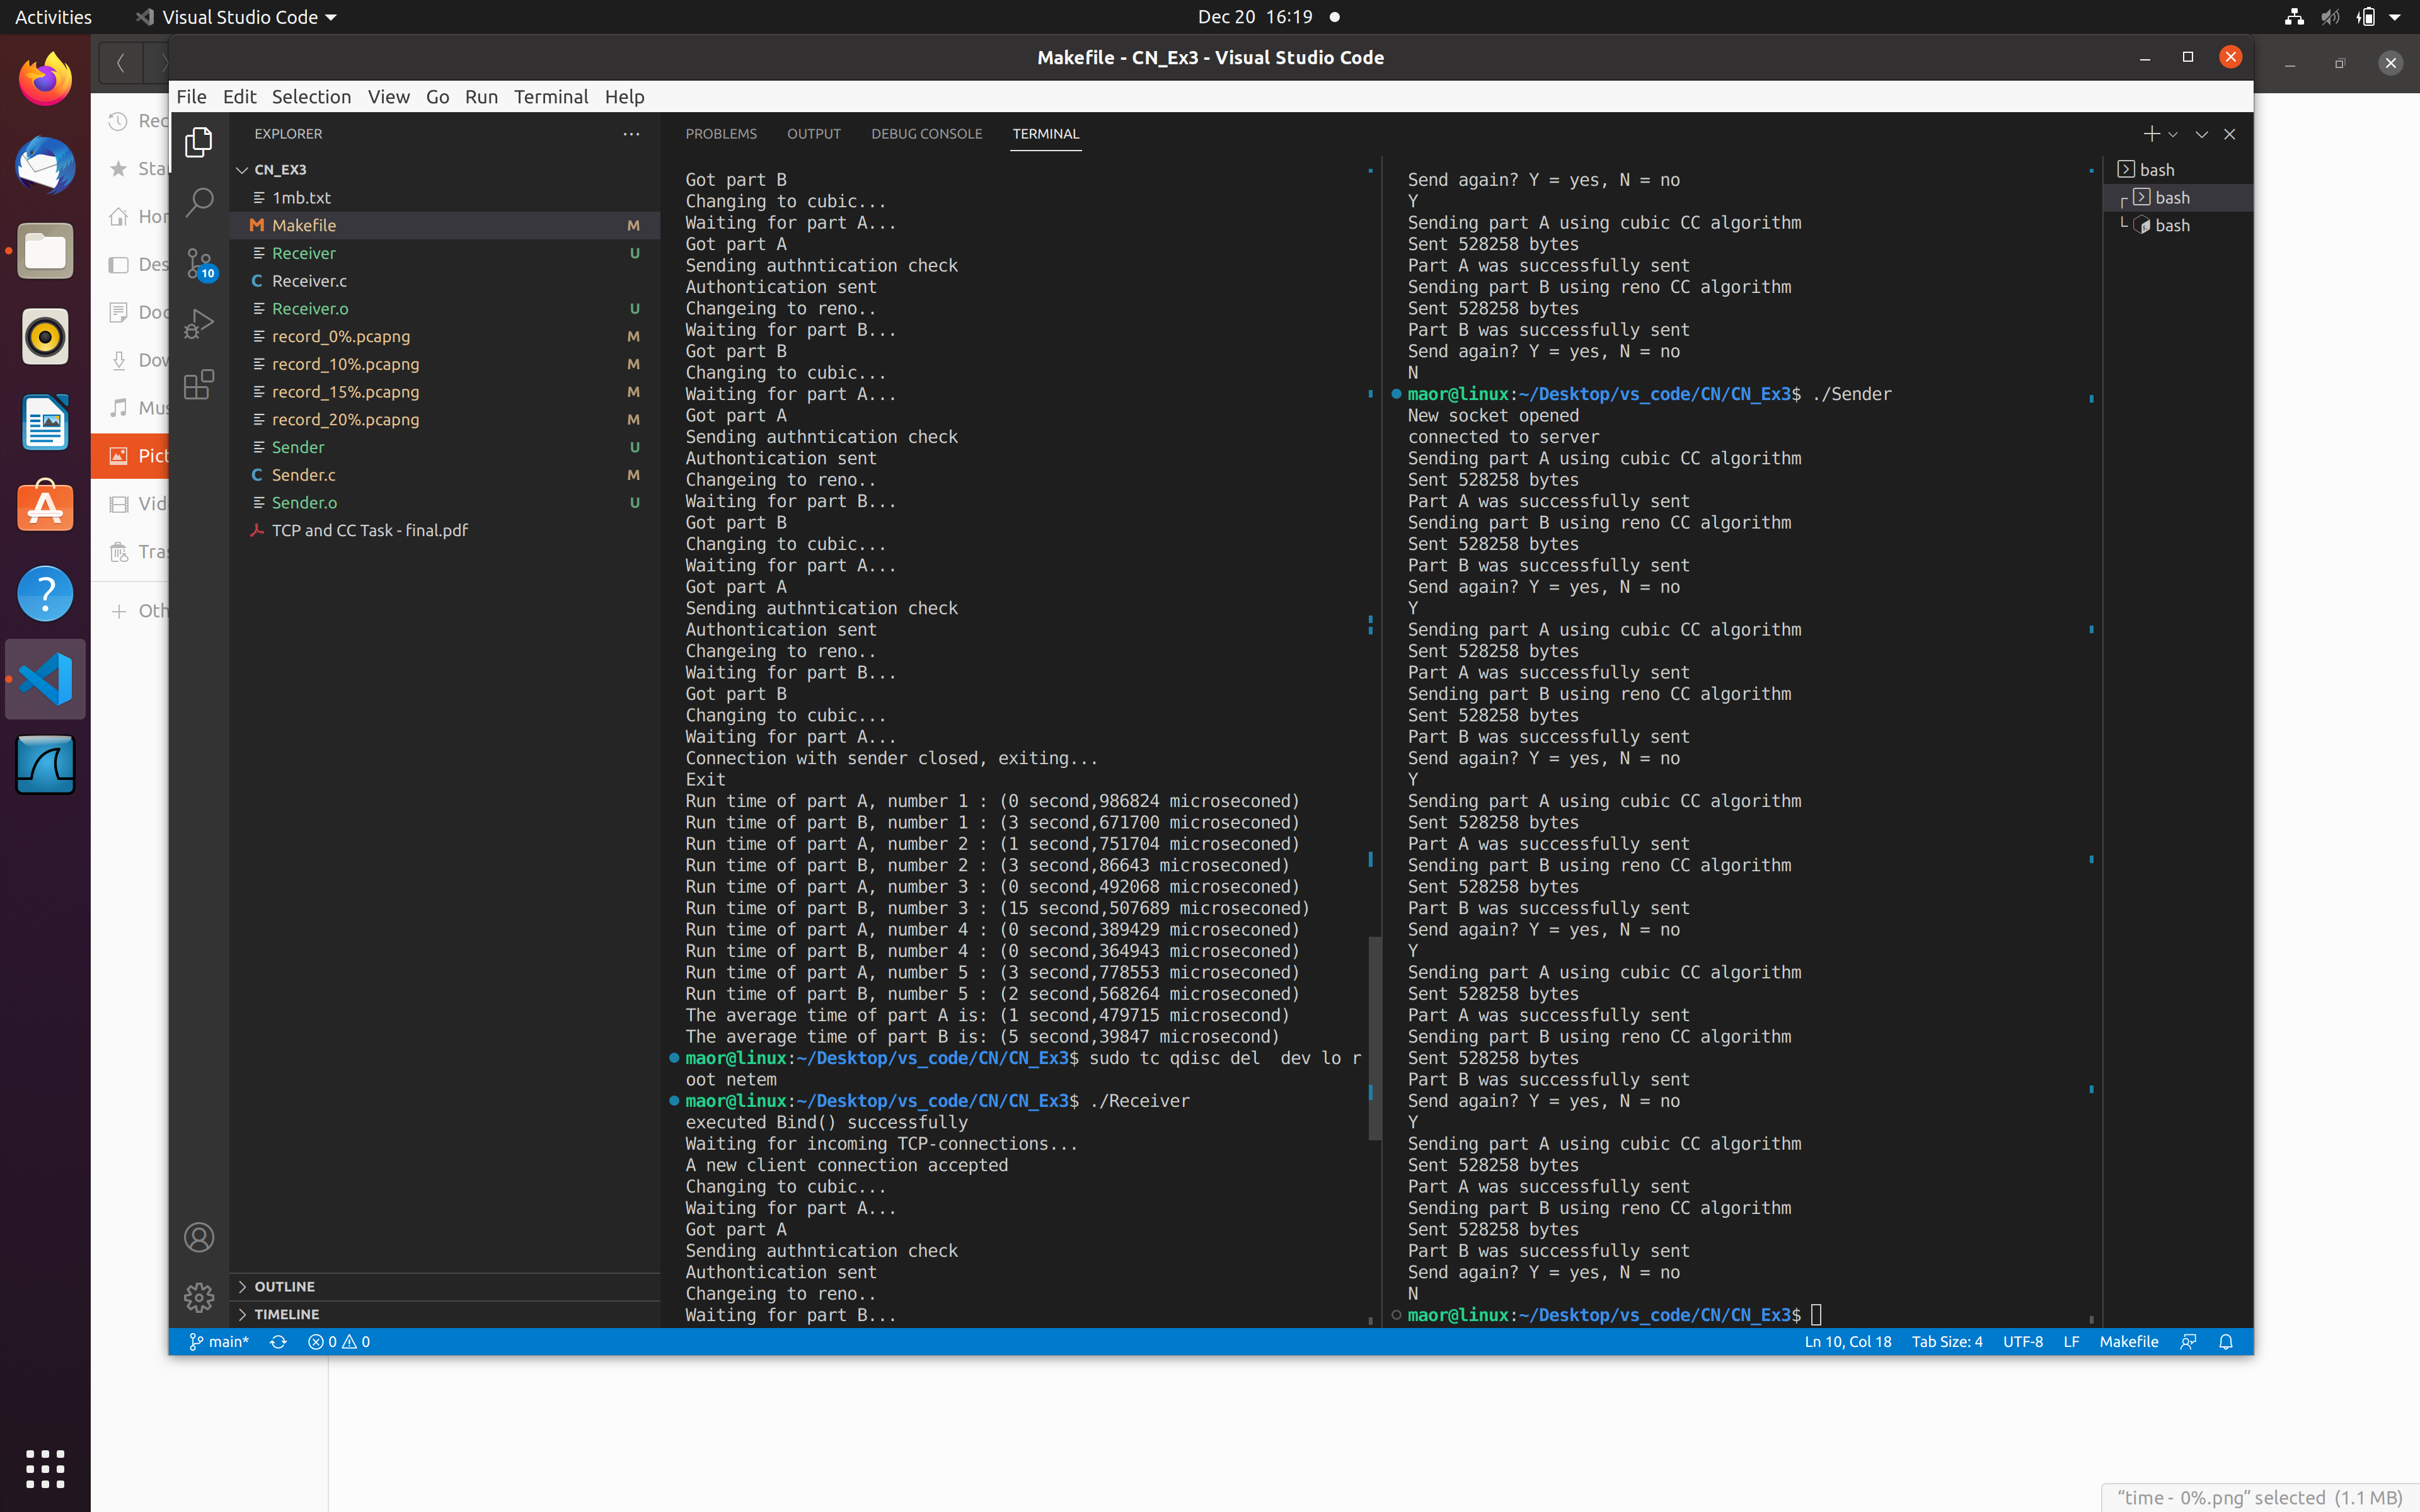 Activities
Visual Studio Code
Dec 20 16:19
Makefile - CN_Ex3 - Visual Studio Code
File Edit Selection View Go Run Terminal Help
Pict
EXPLORER
CN_EX3
1mb.txt
Makefile M
Receiver U
Receiver.c
Receiver.o U
record_0%.pcapng M
record_10%.pcapng M
record_15%.pcapng M
record_20%.pcapng M
Sender U
Sender.c M
Sender.o U
TCP and CC Task - final.pdf
10
OUTLINE
TIMELINE
PROBLEMS OUTPUT DEBUG CONSOLE TERMINAL
Got part B
Changing to cubic...
Waiting for part A...
Got part A
Sending authntication check
Authontication sent
Changeing to reno..
Waiting for part B...
Got part B
Changing to cubic...
Waiting for part A...
Got part A
Sending authntication check
Authontication sent
Changeing to reno..
Waiting for part B...
Got part B
Changing to cubic...
Waiting for part A...
Got part A
Sending authntication check
Authontication sent
Changeing to reno..
Waiting for part B...
Got part B
Changing to cubic...
Waiting for part A...
Connection with sender closed, exiting...
Exit
Run time of part A, number 1 : (0 second,986824 microseconed)
Run time of part B, number 1 : (3 second,671700 microseconed)
Run time of part A, number 2 : (1 second,751704 microseconed)
Run time of part B, number 2 : (3 second,86643 microseconed)
Run time of part A, number 3 : (0 second,492068 microseconed)
Run time of part B, number 3 : (15 second,507689 microseconed)
Run time of part A, number 4 : (0 second,389429 microseconed)
Run time of part B, number 4 : (0 second,364943 microseconed)
Run time of part A, number 5 : (3 second,778553 microseconed)
Run time of part B, number 5 : (2 second,568264 microseconed)
The average time of part A is: (1 second,479715 microsecond)
The average time of part B is: (5 second,39847 microsecond)
maor@linux:~/Desktop/vs_code/CN/CN_Ex3$ sudo tc qdisc del  dev lo r
oot netem
maor@linux:~/Desktop/vs_code/CN/CN_Ex3$ ./Receiver
executed Bind() successfully
Waiting for incoming TCP-connections...
A new client connection accepted
Changing to cubic...
Waiting for part A...
Got part A
Sending authntication check
Authontication sent
Changeing to reno..
Waiting for part B...
Send again? Y = yes, N = no
Y
Sending part A using cubic CC algorithm
Sent 528258 bytes
Part A was successfully sent
Sending part B using reno CC algorithm
Sent 528258 bytes
Part B was successfully sent
Send again? Y = yes, N = no
N
maor@linux:~/Desktop/vs_code/CN/CN_Ex3$ ./Sender
New socket opened
connected to server
Sending part A using cubic CC algorithm
Sent 528258 bytes
Part A was successfully sent
Sending part B using reno CC algorithm
Sent 528258 bytes
Part B was successfully sent
Send again? Y = yes, N = no
Y
Sending part A using cubic CC algorithm
Sent 528258 bytes
Part A was successfully sent
Sending part B using reno CC algorithm
Sent 528258 bytes
Part B was successfully sent
Send again? Y = yes, N = no
Y
Sending part A using cubic CC algorithm
Sent 528258 bytes
Part A was successfully sent
Sending part B using reno CC algorithm
Sent 528258 bytes
Part B was successfully sent
Send again? Y = yes, N = no
Y
Sending part A using cubic CC algorithm
Sent 528258 bytes
Part A was successfully sent
Sending part B using reno CC algorithm
Sent 528258 bytes
Part B was successfully sent
Send again? Y = yes, N = no
Y
Sending part A using cubic CC algorithm
Sent 528258 bytes
Part A was successfully sent
Sending part B using reno CC algorithm
Sent 528258 bytes
Part B was successfully sent
Send again? Y = yes, N = no
N
maor@linux:~/Desktop/vs_code/CN/CN_Ex3$
bash
bash
bash
main* 0 0
Ln 10, Col 18 Tab Size: 4 UTF-8 LF Makefile
“time - 0%.png” selected (1.1 MB)